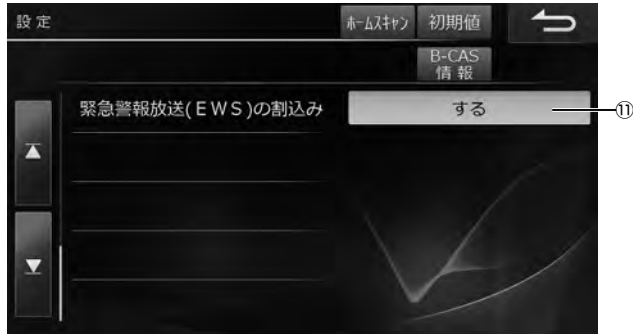 設定
ホームスキャン
初期値
B-CAS
情報
緊急警報放送(EWS)の割込み
する
⑪